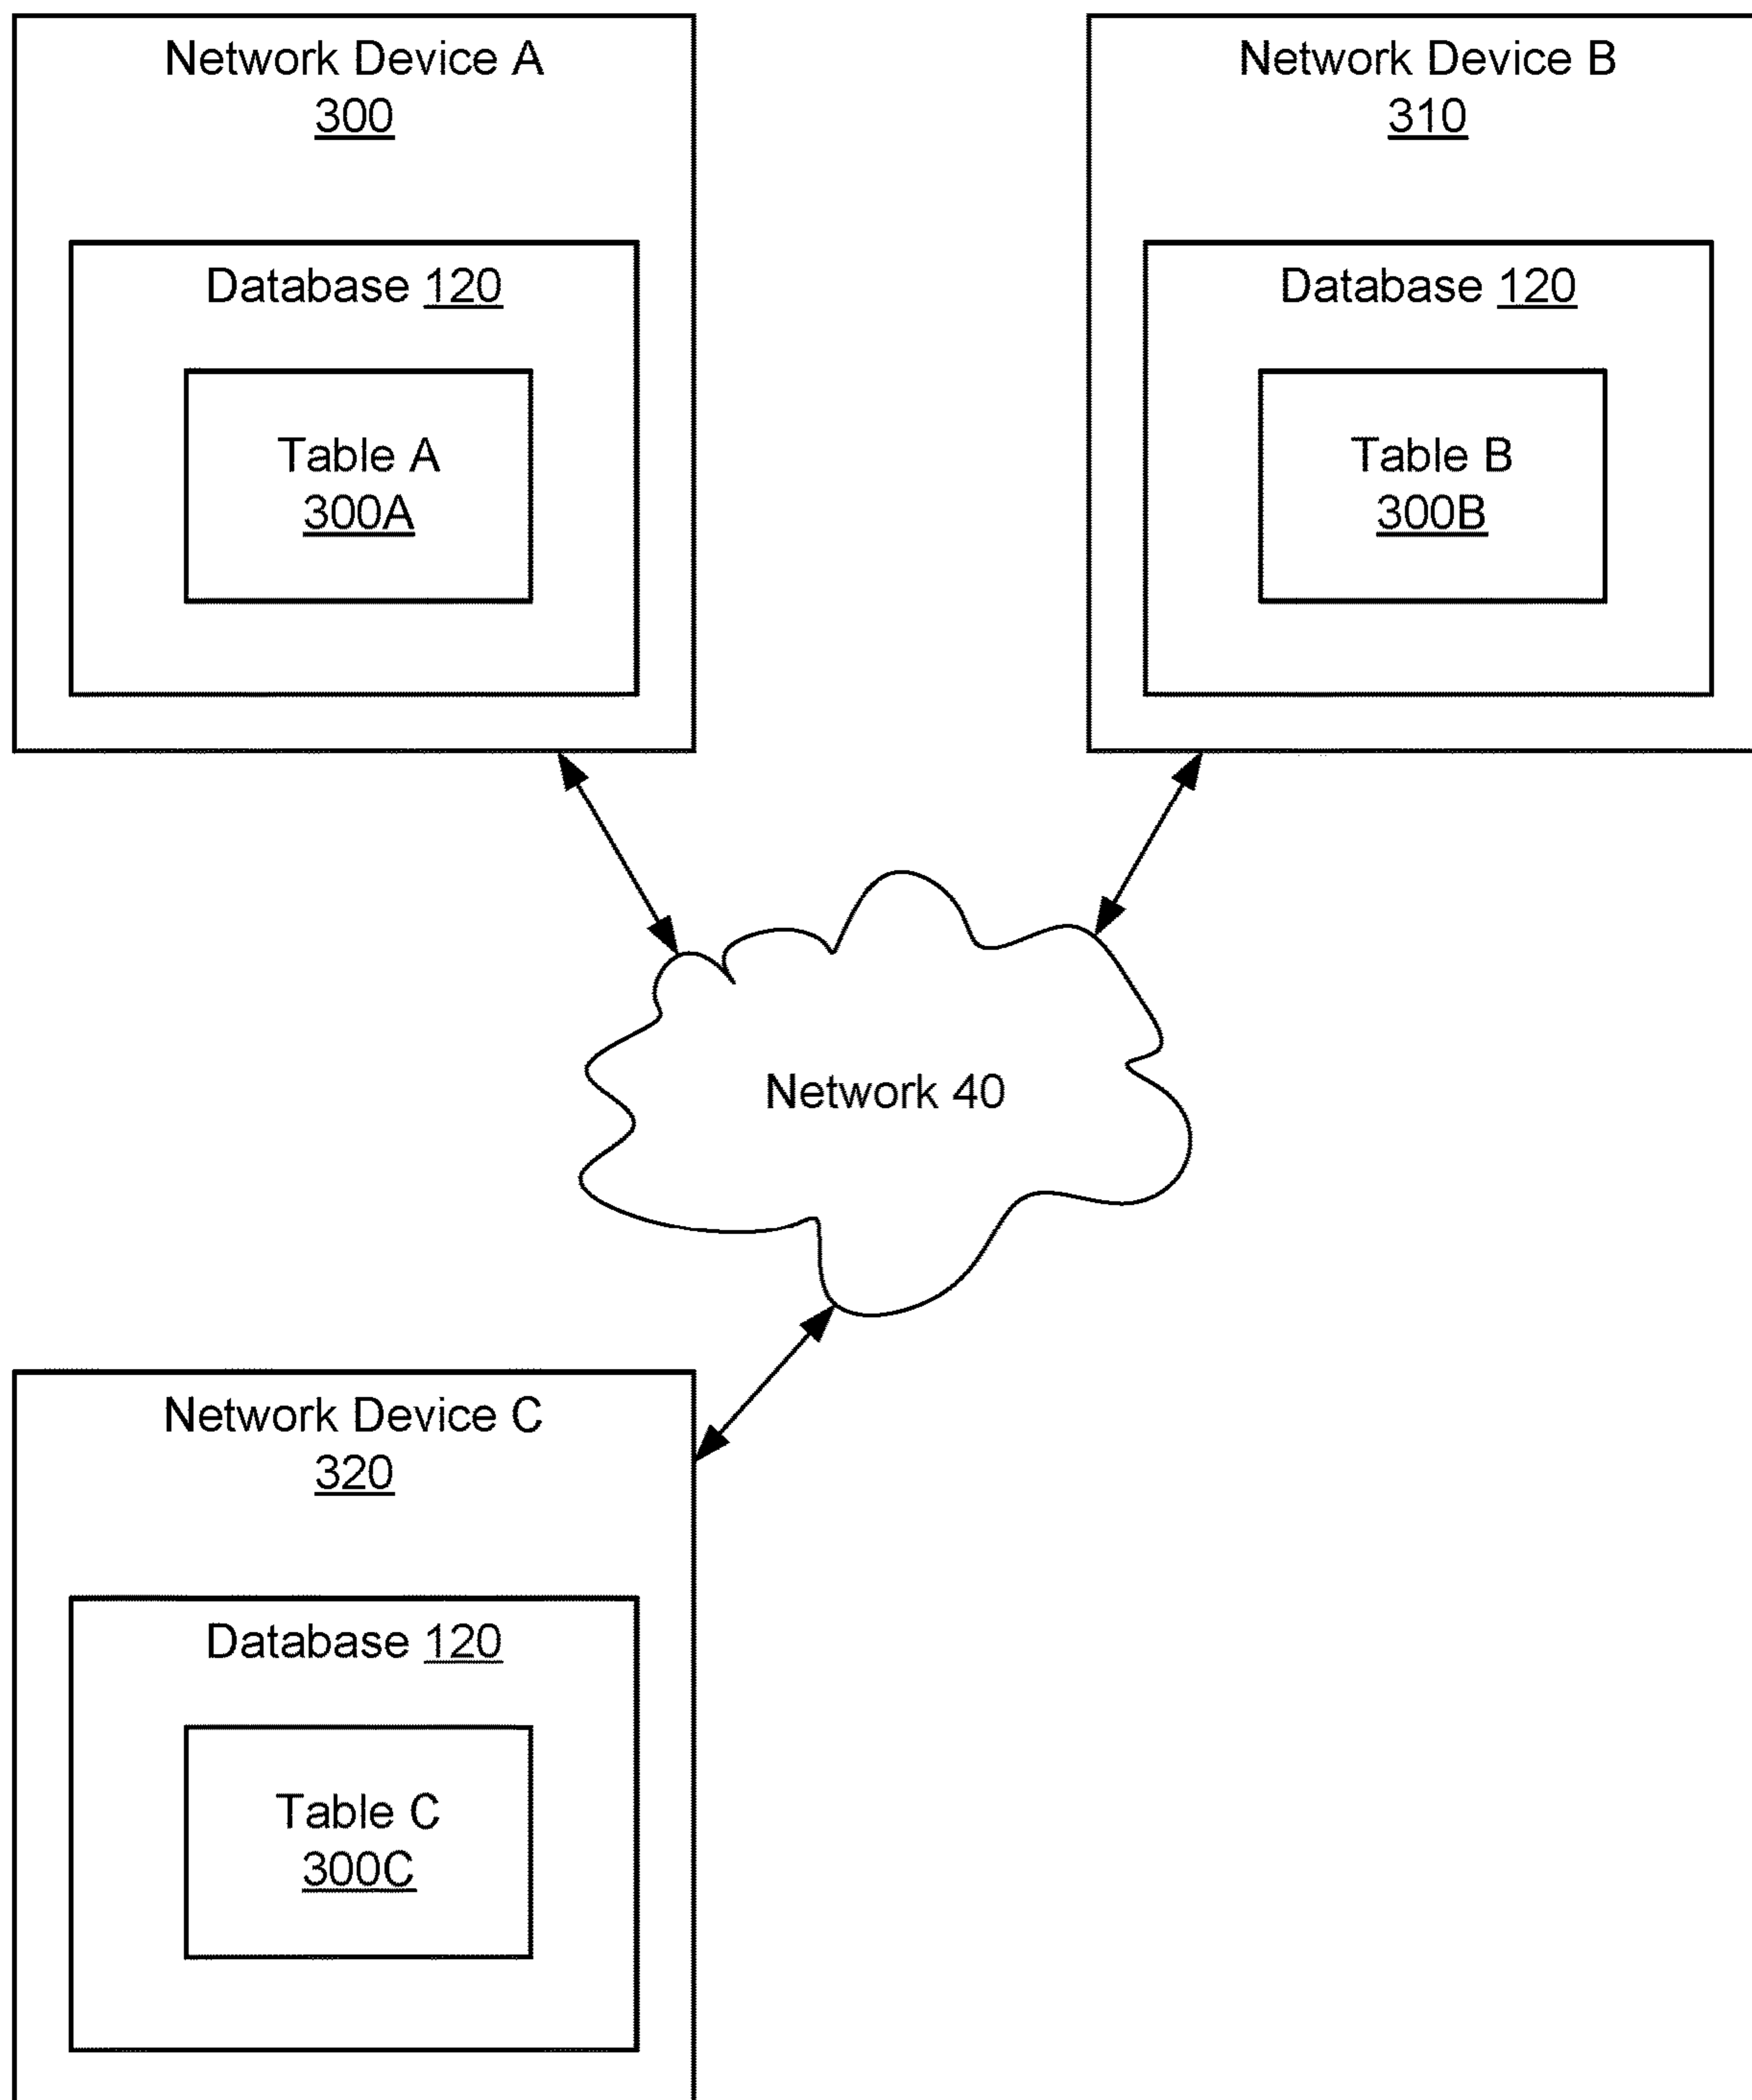 Network Device A
300
Database 120
Table A
300A
Network Device B
310
Database 120
Table B
300B
Network 40
Network Device C
320
Database 120
Table C
300C